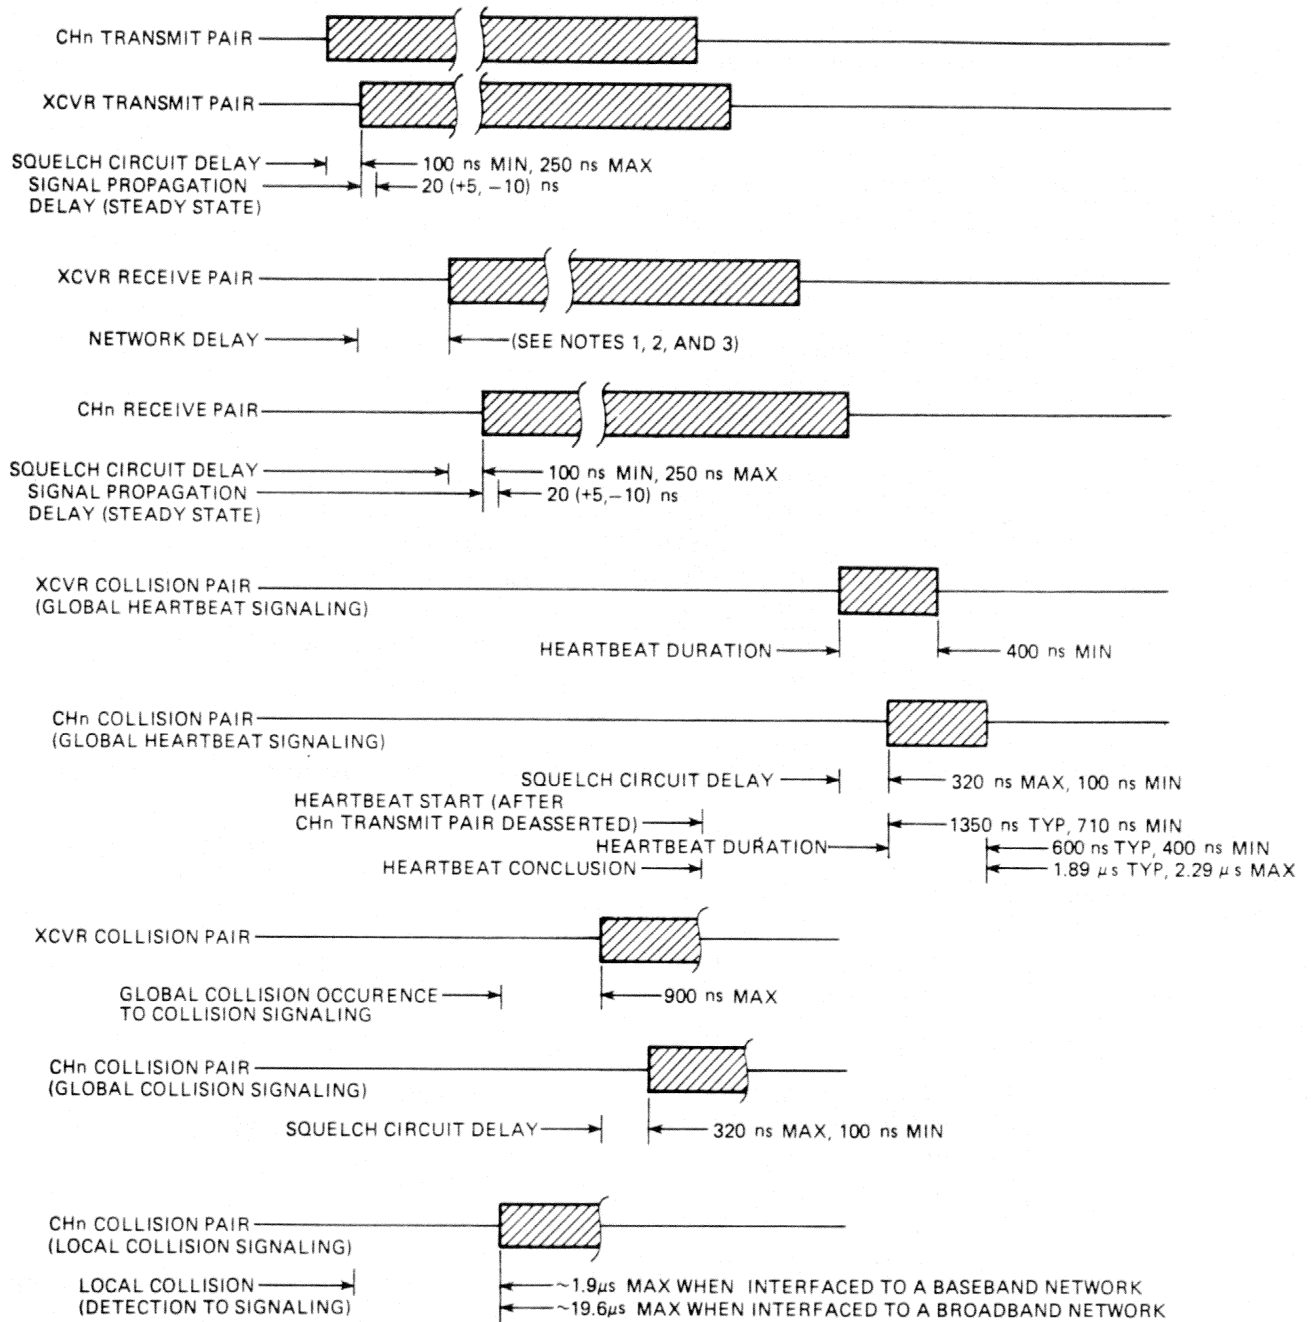 CHn TRANSMIT PAIR
XCVR TRANSMIT PAIR
SQUELCH CIRCUIT DELAY 100 ns MIN, 250 ns MAX
SIGNAL PROPAGATION 20 (+5, −10) ns
DELAY (STEADY STATE)
XCVR RECEIVE PAIR
NETWORK DELAY (SEE NOTES 1, 2, AND 3)
CHn RECEIVE PAIR
SQUELCH CIRCUIT DELAY 100 ns MIN, 250 ns MAX
SIGNAL PROPAGATION 20 (+5,−10) ns
DELAY (STEADY STATE)
XCVR COLLISION PAIR
(GLOBAL HEARTBEAT SIGNALING)
HEARTBEAT DURATION 400 ns MIN
CHn COLLISION PAIR
(GLOBAL HEARTBEAT SIGNALING)
SQUELCH CIRCUIT DELAY 320 ns MAX, 100 ns MIN
HEARTBEAT START (AFTER
CHn TRANSMIT PAIR DEASSERTED) 1350 ns TYP, 710 ns MIN
HEARTBEAT DURATION 600 ns TYP, 400 ns MIN
HEARTBEAT CONCLUSION 1.89 μs TYP, 2.29 μs MAX
XCVR COLLISION PAIR
GLOBAL COLLISION OCCURENCE 900 ns MAX
TO COLLISION SIGNALING
CHn COLLISION PAIR
(GLOBAL COLLISION SIGNALING)
SQUELCH CIRCUIT DELAY 320 ns MAX, 100 ns MIN
CHn COLLISION PAIR
(LOCAL COLLISION SIGNALING)
LOCAL COLLISION ~1.9μs MAX WHEN INTERFACED TO A BASEBAND NETWORK
(DETECTION TO SIGNALING) ~19.6μs MAX WHEN INTERFACED TO A BROADBAND NETWORK